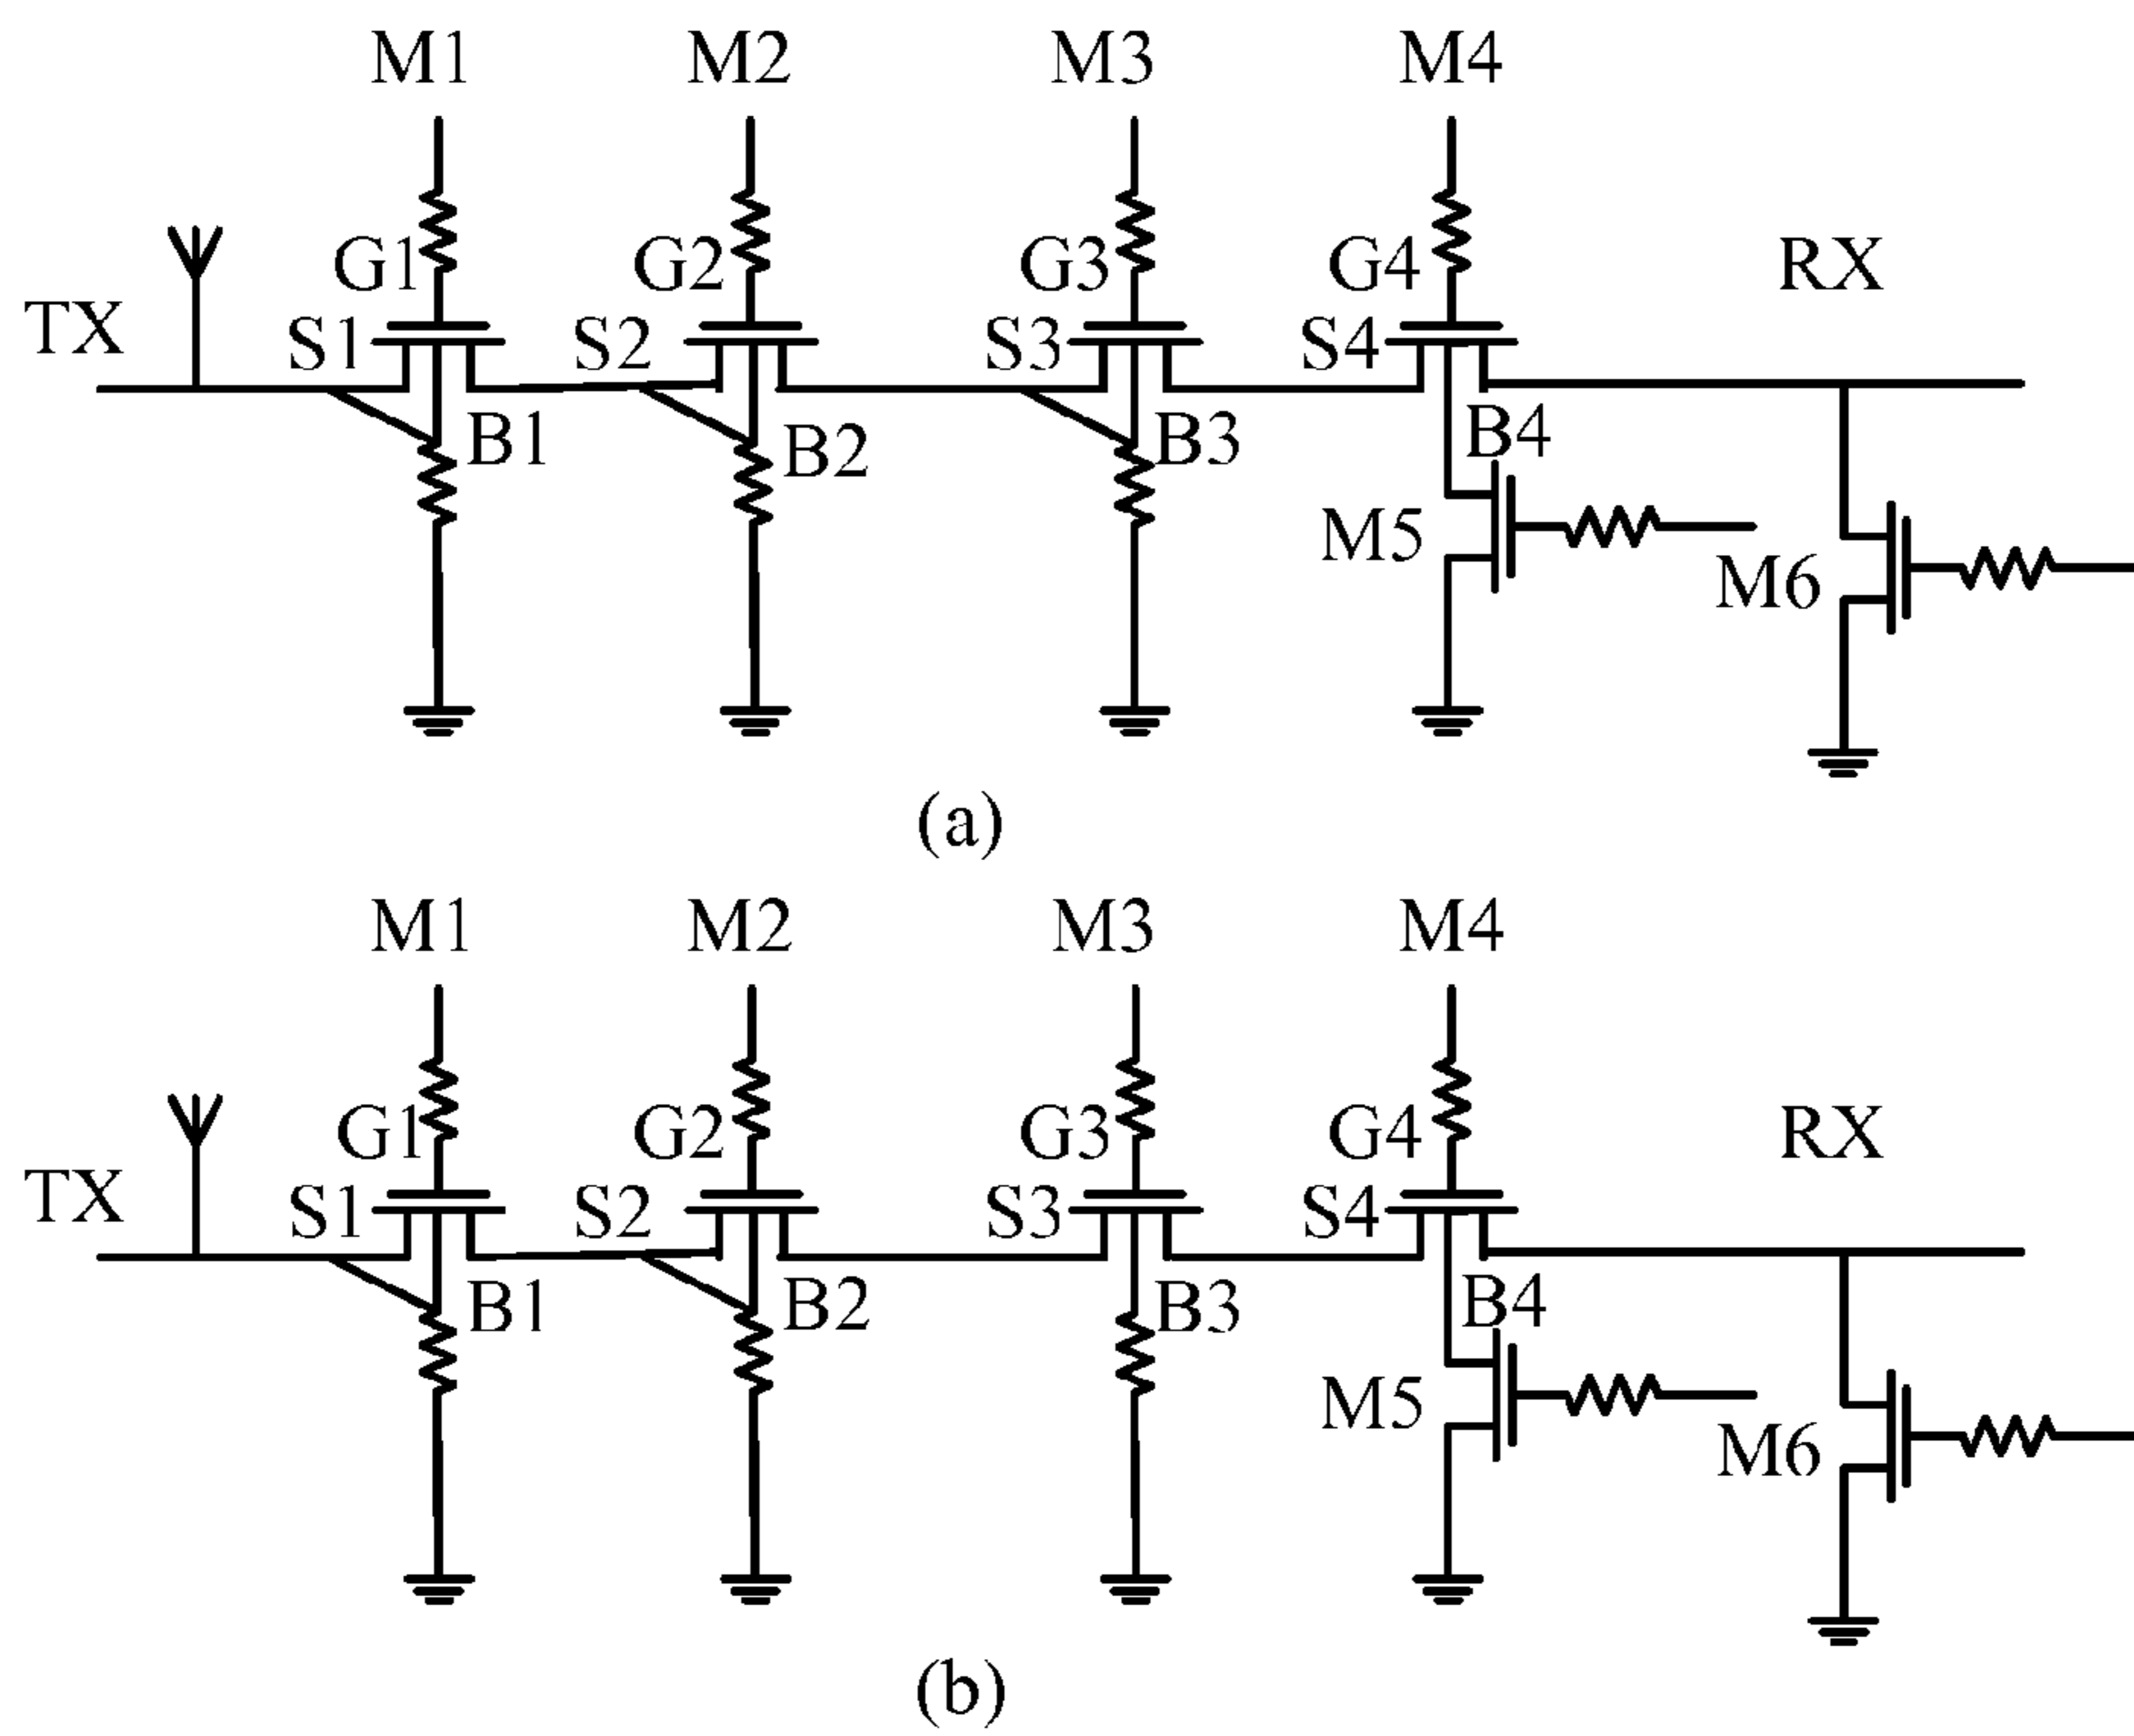 M1 M2 M3 M4
G1 G2 G3 G4 RX
TX S1 S2 S3 S4
B1 B2 B3 B4
M5 M6
(a)
M1 M2 M3 M4
G1 G2 G3 G4 RX
TX S1 S2 S3 S4
B1 B2 B3 B4
M5 M6
(b)